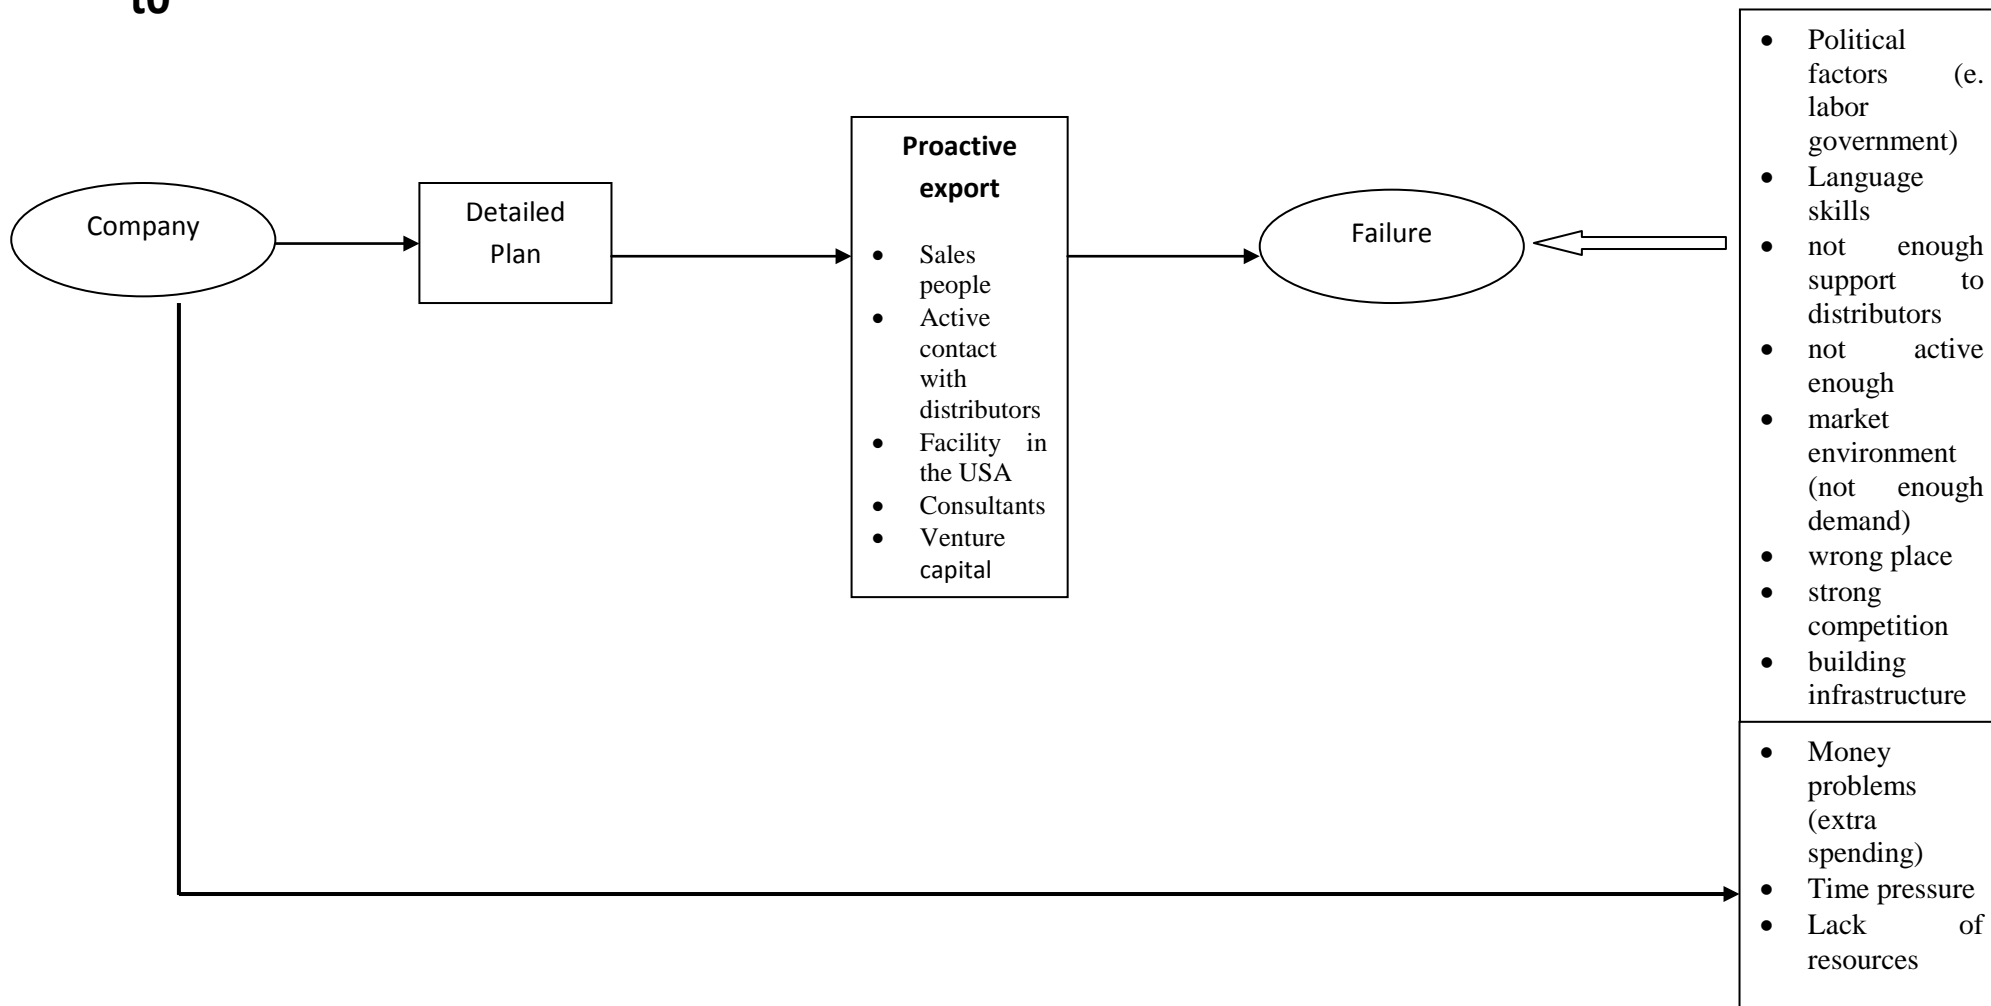 to
Company
Detailed
Plan
Proactive
export
• Sales
people
• Active
contact
with
distributors
• Facility in
the USA
• Consultants
• Venture
capital
Failure
• Political
factors (e.
labor
government)
• Language
skills
• not enough
support to
distributors
• not active
enough
• market
environment
(not enough
demand)
• wrong place
• strong
competition
• building
infrastructure
• Money
problems
(extra
spending)
• Time pressure
• Lack of
resources